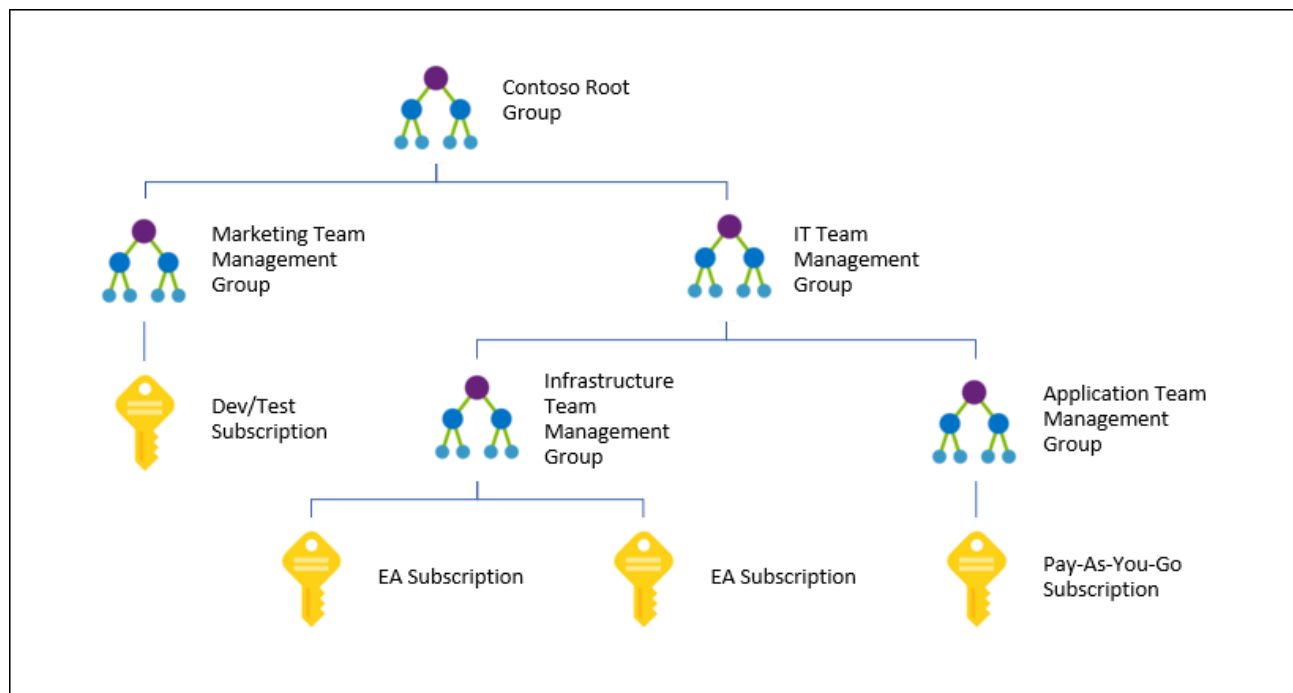 Contoso Root
Group
Marketing Team
Management
Group
IT Team
Management
Group
Dev/Test
Subscription
Infrastructure
Team
Management
Group
Application Team
Management
Group
EA Subscription
EA Subscription
Pay-As-You-Go
Subscription